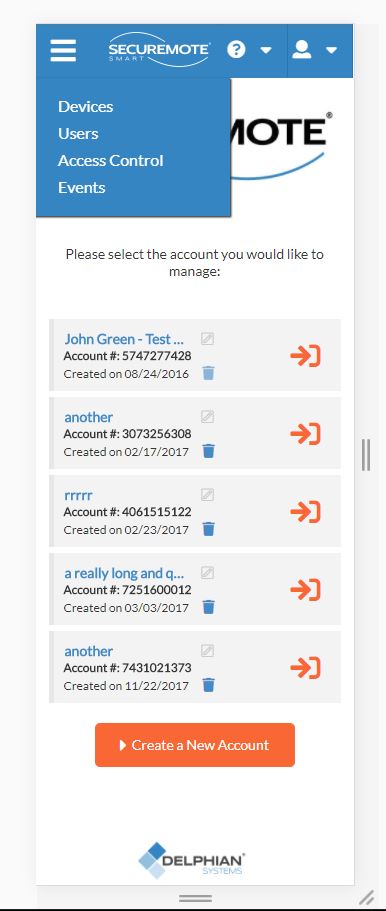 SECUREMOTE
SMART
?
Devices
Users
Access Control
Events
MOTE®
Please select the account you would like to
manage:
John Green - Test ...
Account #: 5747277428
Created on 08/24/2016
another
Account #: 3073256308
Created on 02/17/2017
rrrrr
Account #: 4061515122
Created on 02/23/2017
a really long and q...
Account #: 7251600012
Created on 03/03/2017
another
Account #: 7431021373
Created on 11/22/2017
Create a New Account
DELPHIAN
SYSTEMS